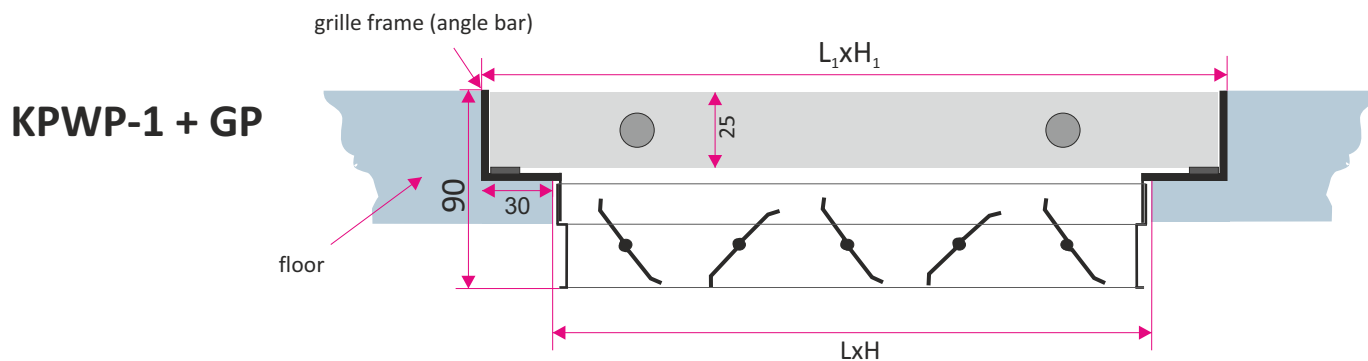 grille frame (angle bar)
L₁xH₁
KPWP-1 + GP
25
90
30
floor
LxH